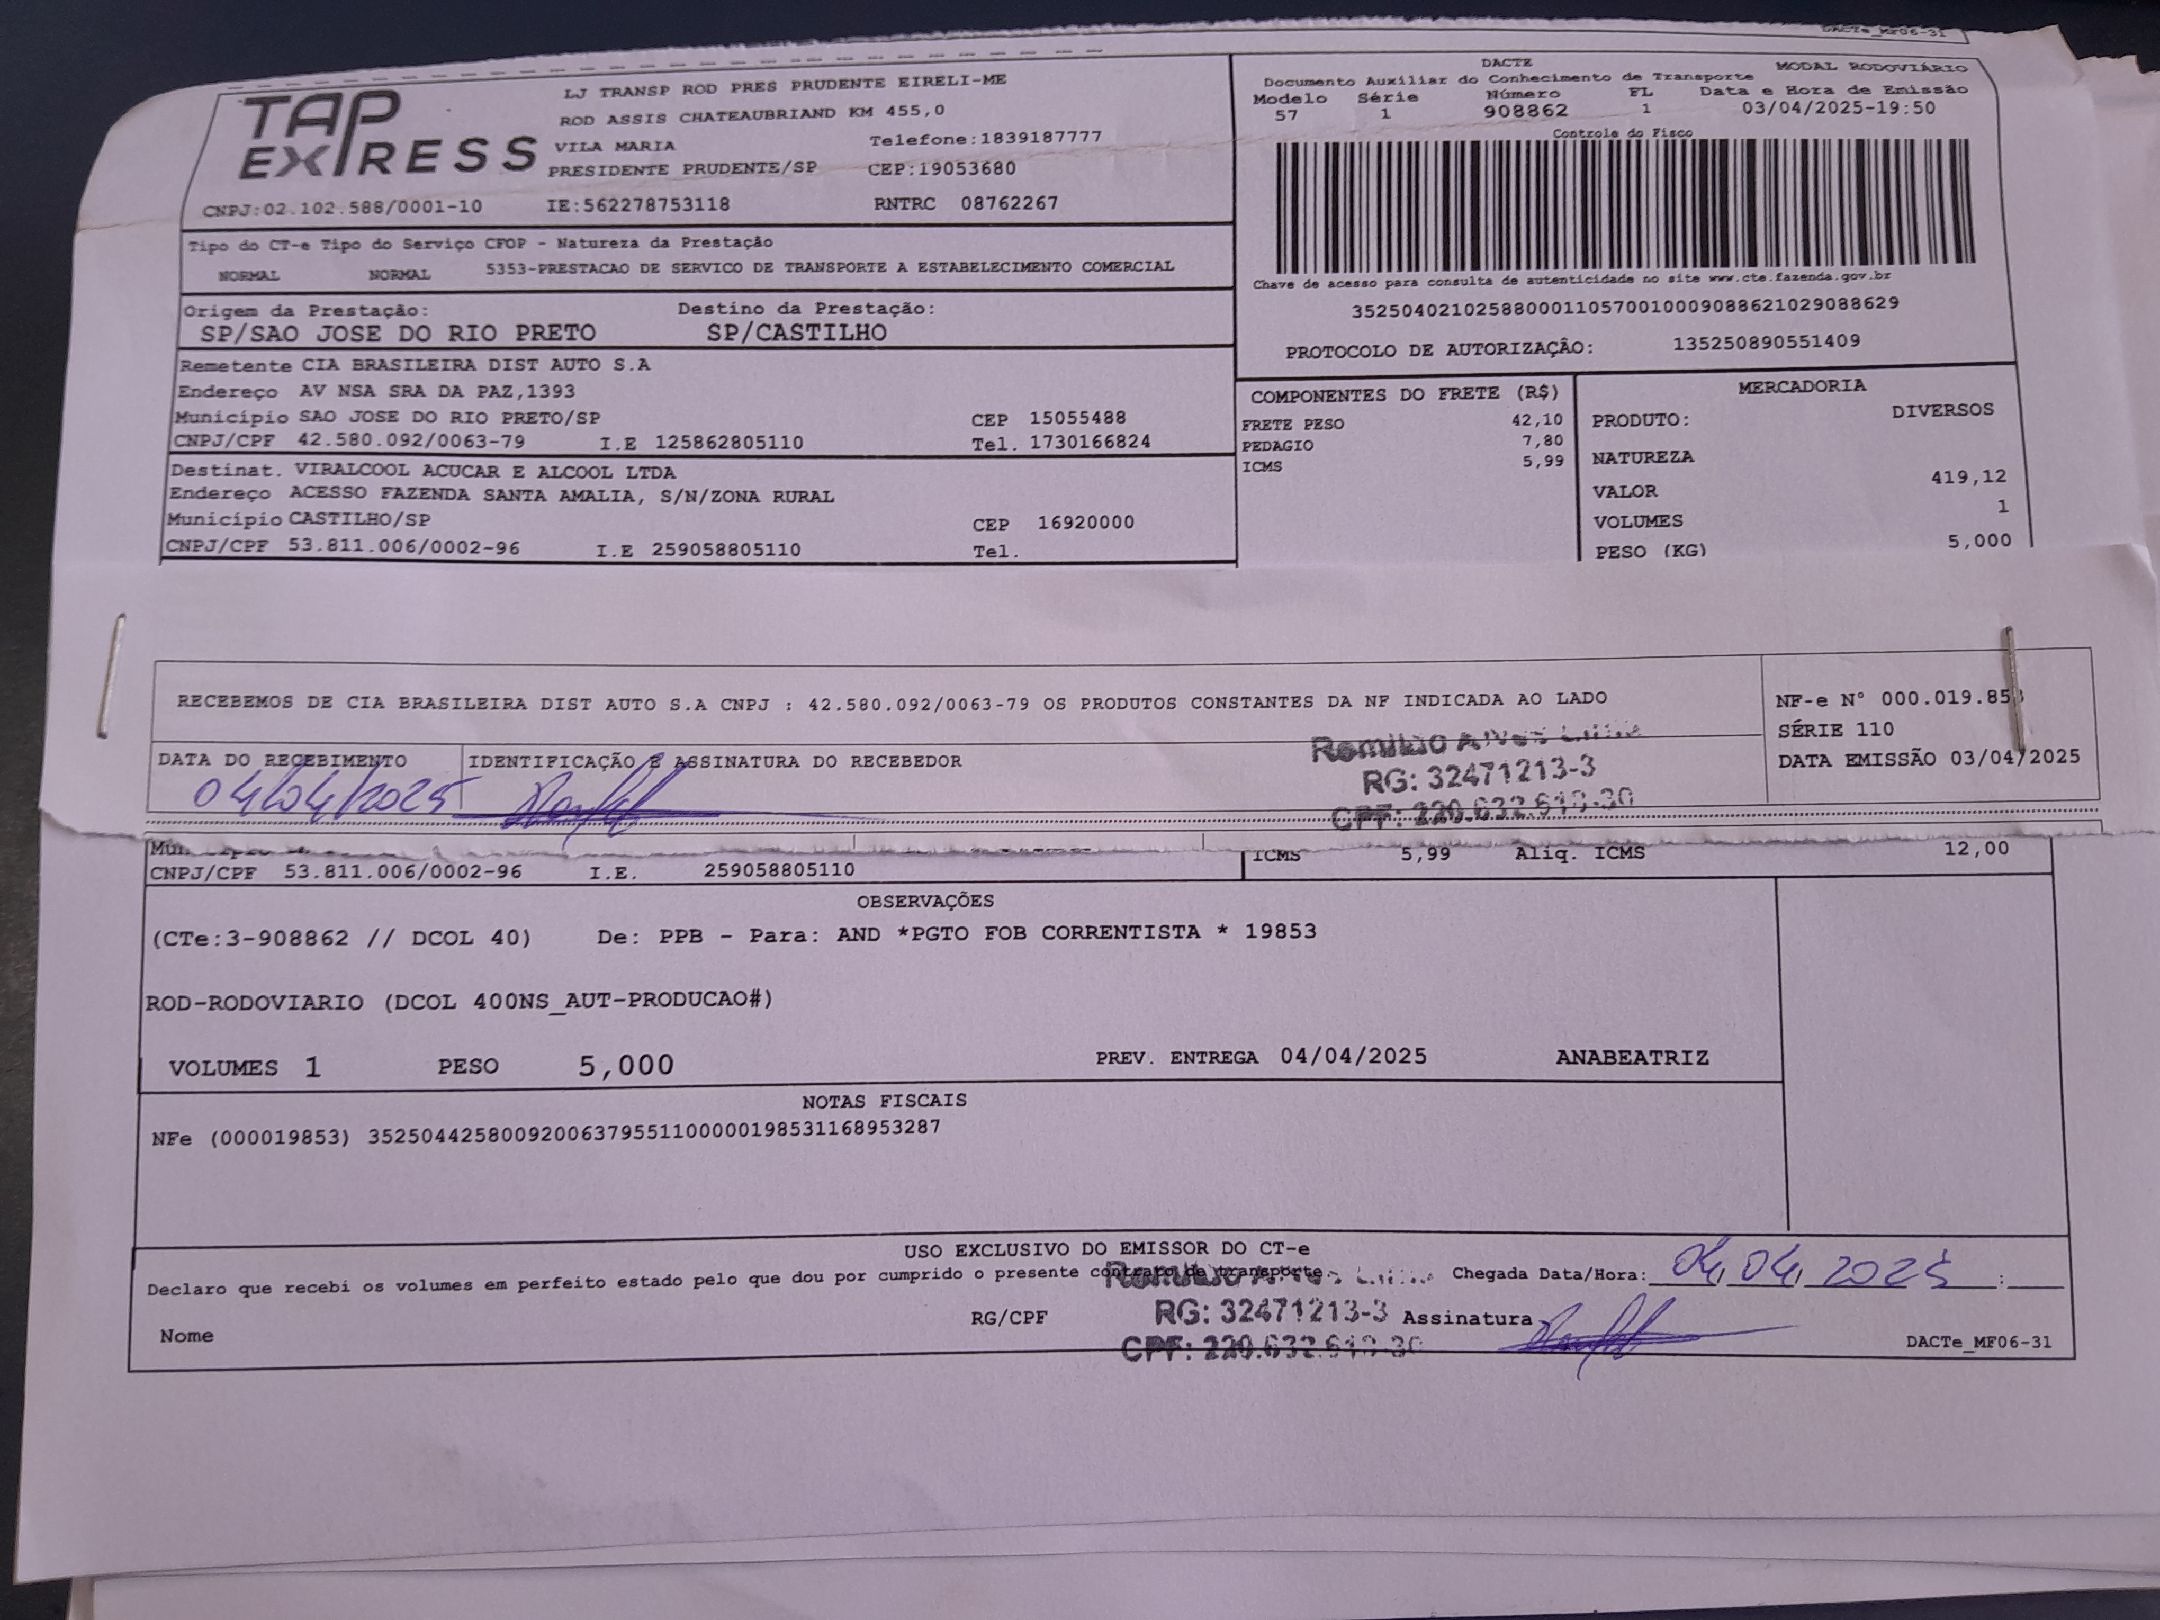 DACTe_MF06-31
TAP EXPRESS
LJ TRANSP ROD PRES PRUDENTE EIRELI-ME
ROD ASSIS CHATEAUBRIAND KM 455,0
VILA MARIA Telefone:1839187777
PRESIDENTE PRUDENTE/SP CEP:19053680
CNPJ:02.102.588/0001-10 IE:562278753118 RNTRC 08762267
DACTE MODAL RODOVIÁRIO
Documento Auxiliar do Conhecimento de Transporte
Modelo Série Número FL Data e Hora de Emissão
57 1 908862 1 03/04/2025-19:50
Controle do Fisco
Chave de acesso para consulta de autenticidade no site www.cte.fazenda.gov.br
35250402102588000110570010009088621029088629
PROTOCOLO DE AUTORIZAÇÃO: 135250890551409
Tipo do CT-e Tipo do Serviço CFOP - Natureza da Prestação
NORMAL NORMAL 5353-PRESTACAO DE SERVICO DE TRANSPORTE A ESTABELECIMENTO COMERCIAL
Origem da Prestação: Destino da Prestação:
SP/SAO JOSE DO RIO PRETO SP/CASTILHO
Remetente CIA BRASILEIRA DIST AUTO S.A
Endereço AV NSA SRA DA PAZ,1393
Município SAO JOSE DO RIO PRETO/SP CEP 15055488
CNPJ/CPF 42.580.092/0063-79 I.E 125862805110 Tel. 1730166824
Destinat. VIRALCOOL ACUCAR E ALCOOL LTDA
Endereço ACESSO FAZENDA SANTA AMALIA, S/N/ZONA RURAL
Município CASTILHO/SP CEP 16920000
CNPJ/CPF 53.811.006/0002-96 I.E 259058805110 Tel.
COMPONENTES DO FRETE (R$)
FRETE PESO 42,10
PEDAGIO 7,80
ICMS 5,99
MERCADORIA
PRODUTO: DIVERSOS
NATUREZA
VALOR 419,12
VOLUMES 1
PESO (KG) 5,000
RECEBEMOS DE CIA BRASILEIRA DIST AUTO S.A CNPJ : 42.580.092/0063-79 OS PRODUTOS CONSTANTES DA NF INDICADA AO LADO
NF-e N° 000.019.853
SÉRIE 110
DATA EMISSÃO 03/04/2025
DATA DO RECEBIMENTO IDENTIFICAÇÃO E ASSINATURA DO RECEBEDOR
04/04/2025
Alves
RG: 32471213-3
CPF:
CNPJ/CPF 53.811.006/0002-96 I.E. 259058805110
ICMS 5,99 Aliq. ICMS 12,00
OBSERVAÇÕES
(CTe:3-908862 // DCOL 40) De: PPB - Para: AND *PGTO FOB CORRENTISTA * 19853
ROD-RODOVIARIO (DCOL 400NS_AUT-PRODUCAO#)
VOLUMES 1 PESO 5,000 PREV. ENTREGA 04/04/2025 ANABEATRIZ
NOTAS FISCAIS
NFe (000019853) 35250442580092006379551100000198531168953287
USO EXCLUSIVO DO EMISSOR DO CT-e
Declaro que recebi os volumes em perfeito estado pelo que dou por cumprido o presente contrato de transporte
Chegada Data/Hora: 04, 04, 2025 :
Nome RG/CPF RG: 32471213-3 Assinatura
CPF:
DACTe_MF06-31